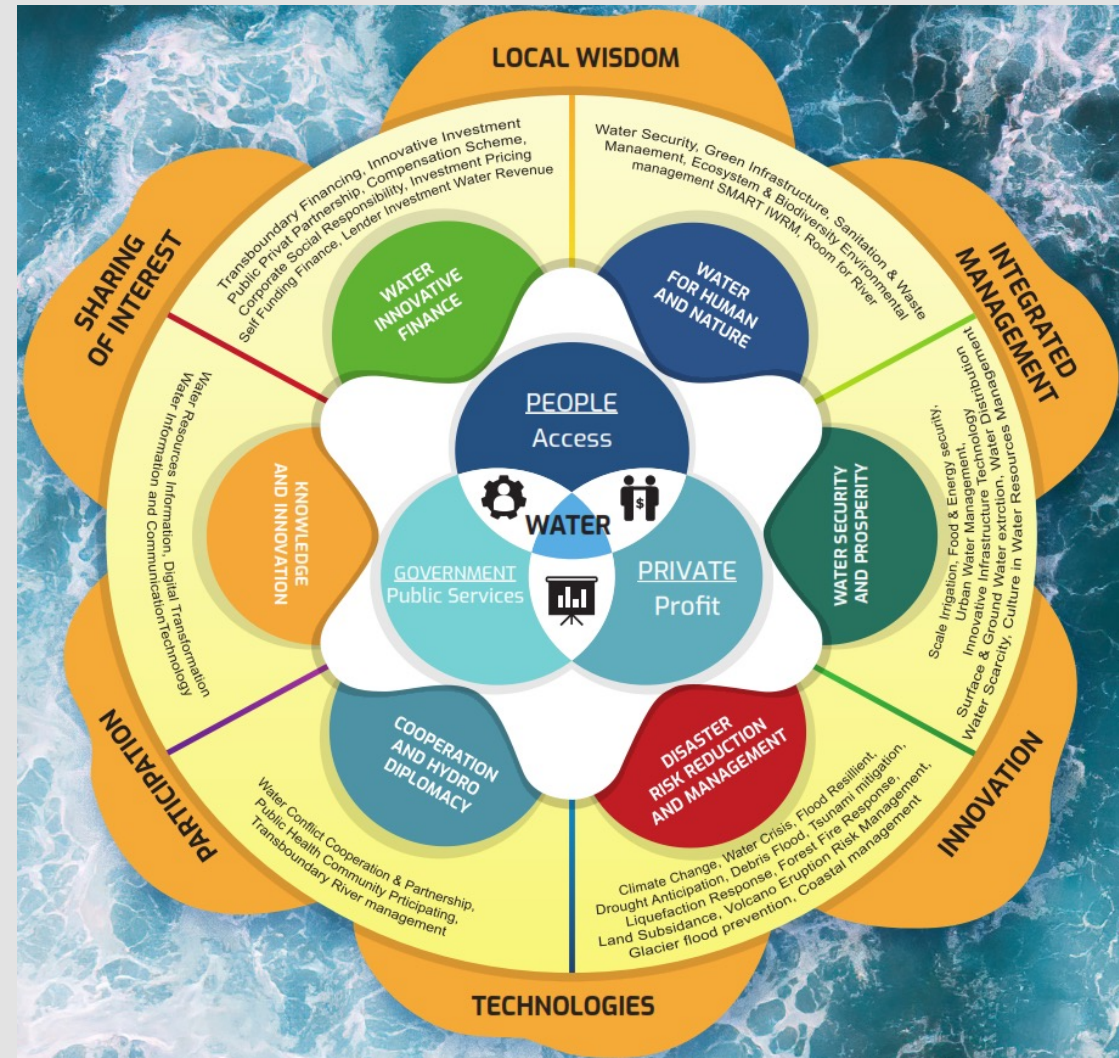 LOCAL WISDOM
SHARING
OF INTEREST
INTEGRATED
MANAGEMENT
PARTICIPATION
INNOVATION
TECHNOLOGIES
Transboundary Financing, Innovative Investment
Public Privat Partnership, Compensation Scheme,
Corporate Social Responsibility, Investment Pricing
Self Funding Finance, Lender Investment Water Revenue
WATER
INNOVATIVE
FINANCE
Water Security, Green Infrastructure, Sanitation & Waste
Manaement, Ecosystem & Biodiversity Environmental
management SMART IWRM, Room for River
WATER
FOR HUMAN
AND NATURE
Scale Irrigation, Food & Energy security,
Urban Water Management,
Innovative Infrastructure Technology
Surface & Ground Water extrction, Water Distribution
Water Scarcity, Culture in Water Resources Management
WATER SECURITY
AND PROSPERITY
Climate Change, Water Crisis, Flood Resillient,
Drought Anticipation, Debris Flood, Tsunami mitigation,
Liquefaction Response, Forest Fire Response,
Land Subsidance, Volcano Eruption Risk Management,
Glacier flood prevention, Coastal management
DISASTER
RISK REDUCTION
AND MANAGEMENT
Water Conflict Cooperation & Partnership,
Public Health Community Prticipating,
Transboundary River management
COOPERATION
AND HYDRO
DIPLOMACY
Water Resources Information, Digital Transformation
Water Information and CommunicationTechnology
KNOWLEDGE
AND INNOVATION
PEOPLE
Access
WATER
$
GOVERNMENT
Public Services
PRIVATE
Profit